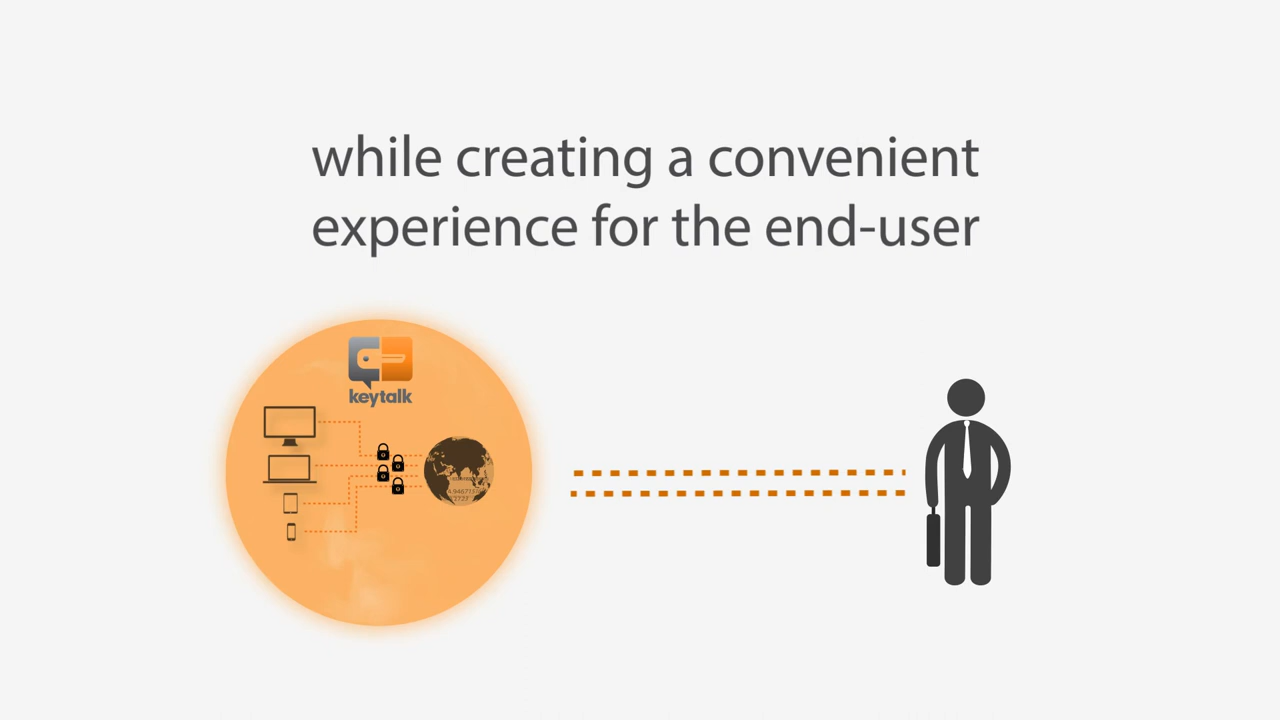 while creating a convenient
experience for the end-user
keytalk